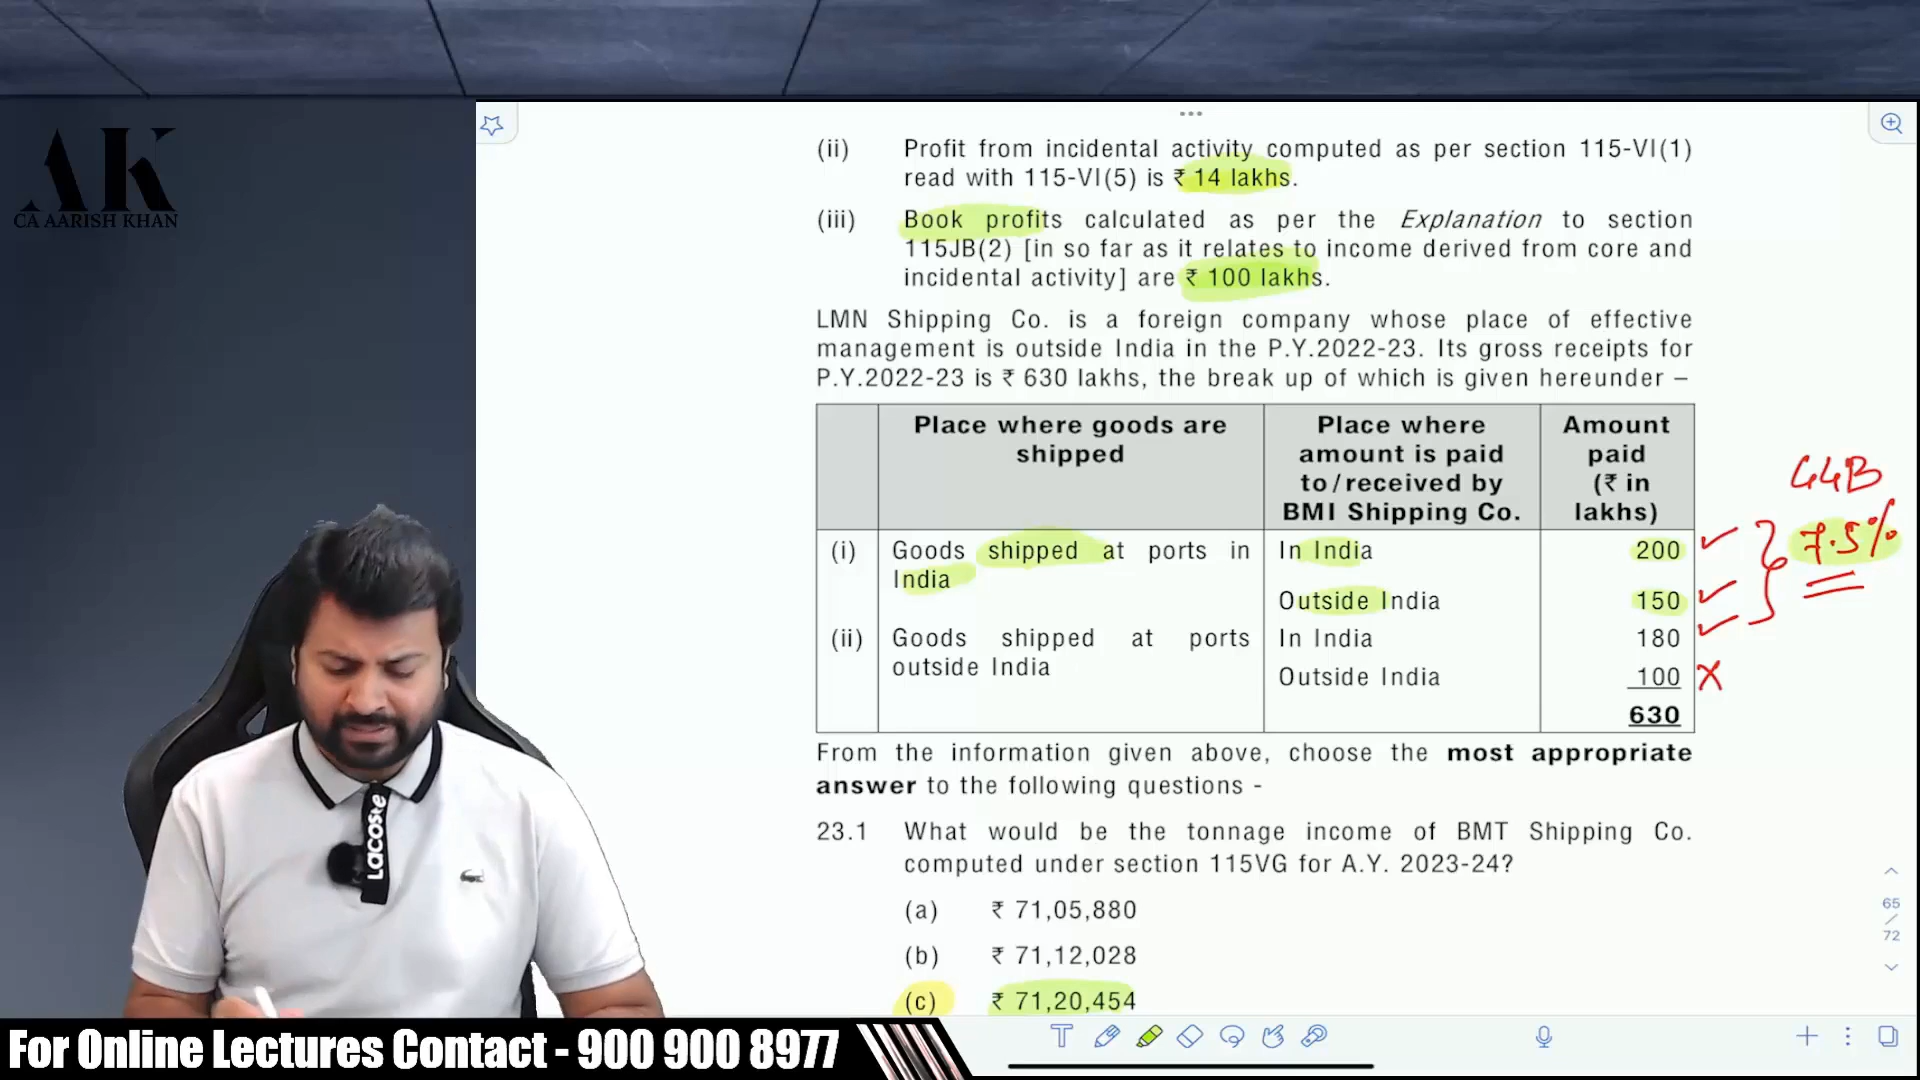 AK
CA AARISH KHAN
(ii) Profit from incidental activity computed as per section 115-VI(1)
read with 115-VI(5) is ₹ 14 lakhs.
(iii) Book profits calculated as per the Explanation to section
115JB(2) [in so far as it relates to income derived from core and
incidental activity] are ₹ 100 lakhs.
LMN Shipping Co. is a foreign company whose place of effective
management is outside India in the P.Y.2022-23. Its gross receipts for
P.Y.2022-23 is ₹ 630 lakhs, the break up of which is given hereunder –
Place where goods are
shipped
Place where
amount is paid
to/received by
BMI Shipping Co.
Amount
paid
(₹ in
lakhs)
(i) Goods shipped at ports in
India
In India 200
Outside India 150
(ii) Goods shipped at ports
outside India
In India 180
Outside India 100
630
44B
7.5%
From the information given above, choose the most appropriate
answer to the following questions -
23.1 What would be the tonnage income of BMT Shipping Co.
computed under section 115VG for A.Y. 2023-24?
(a) ₹ 71,05,880
(b) ₹ 71,12,028
(c) ₹ 71,20,454
65
/
72
Lacoste
For Online Lectures Contact - 900 900 8977